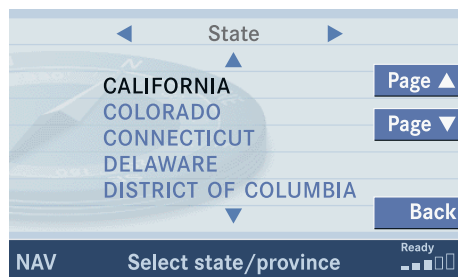 State
CALIFORNIA
COLORADO
CONNECTICUT
DELAWARE
DISTRICT OF COLUMBIA
Page ▲
Page ▼
Back
NAV
Select state/province
Ready